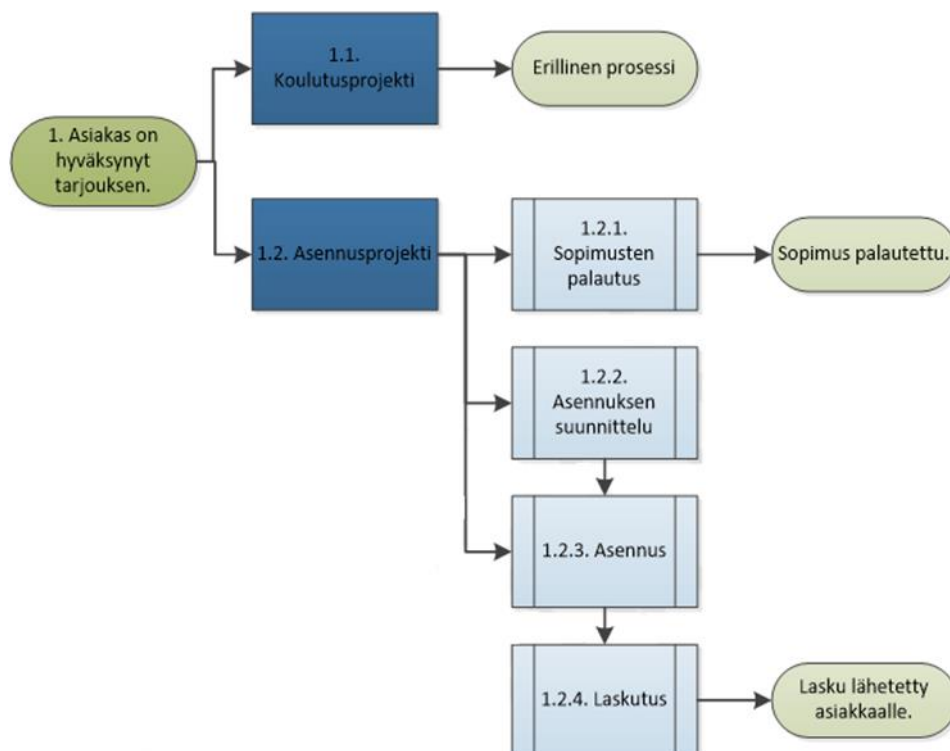 1.1.
Koulutusprojekti
Erillinen prosessi
1. Asiakas on
hyväksynyt
tarjouksen.
1.2. Asennusprojekti
1.2.1.
Sopimusten
palautus
Sopimus palautettu.
1.2.2.
Asennuksen
suunnittelu
1.2.3. Asennus
1.2.4. Laskutus
Lasku lähetetty
asiakkaalle.